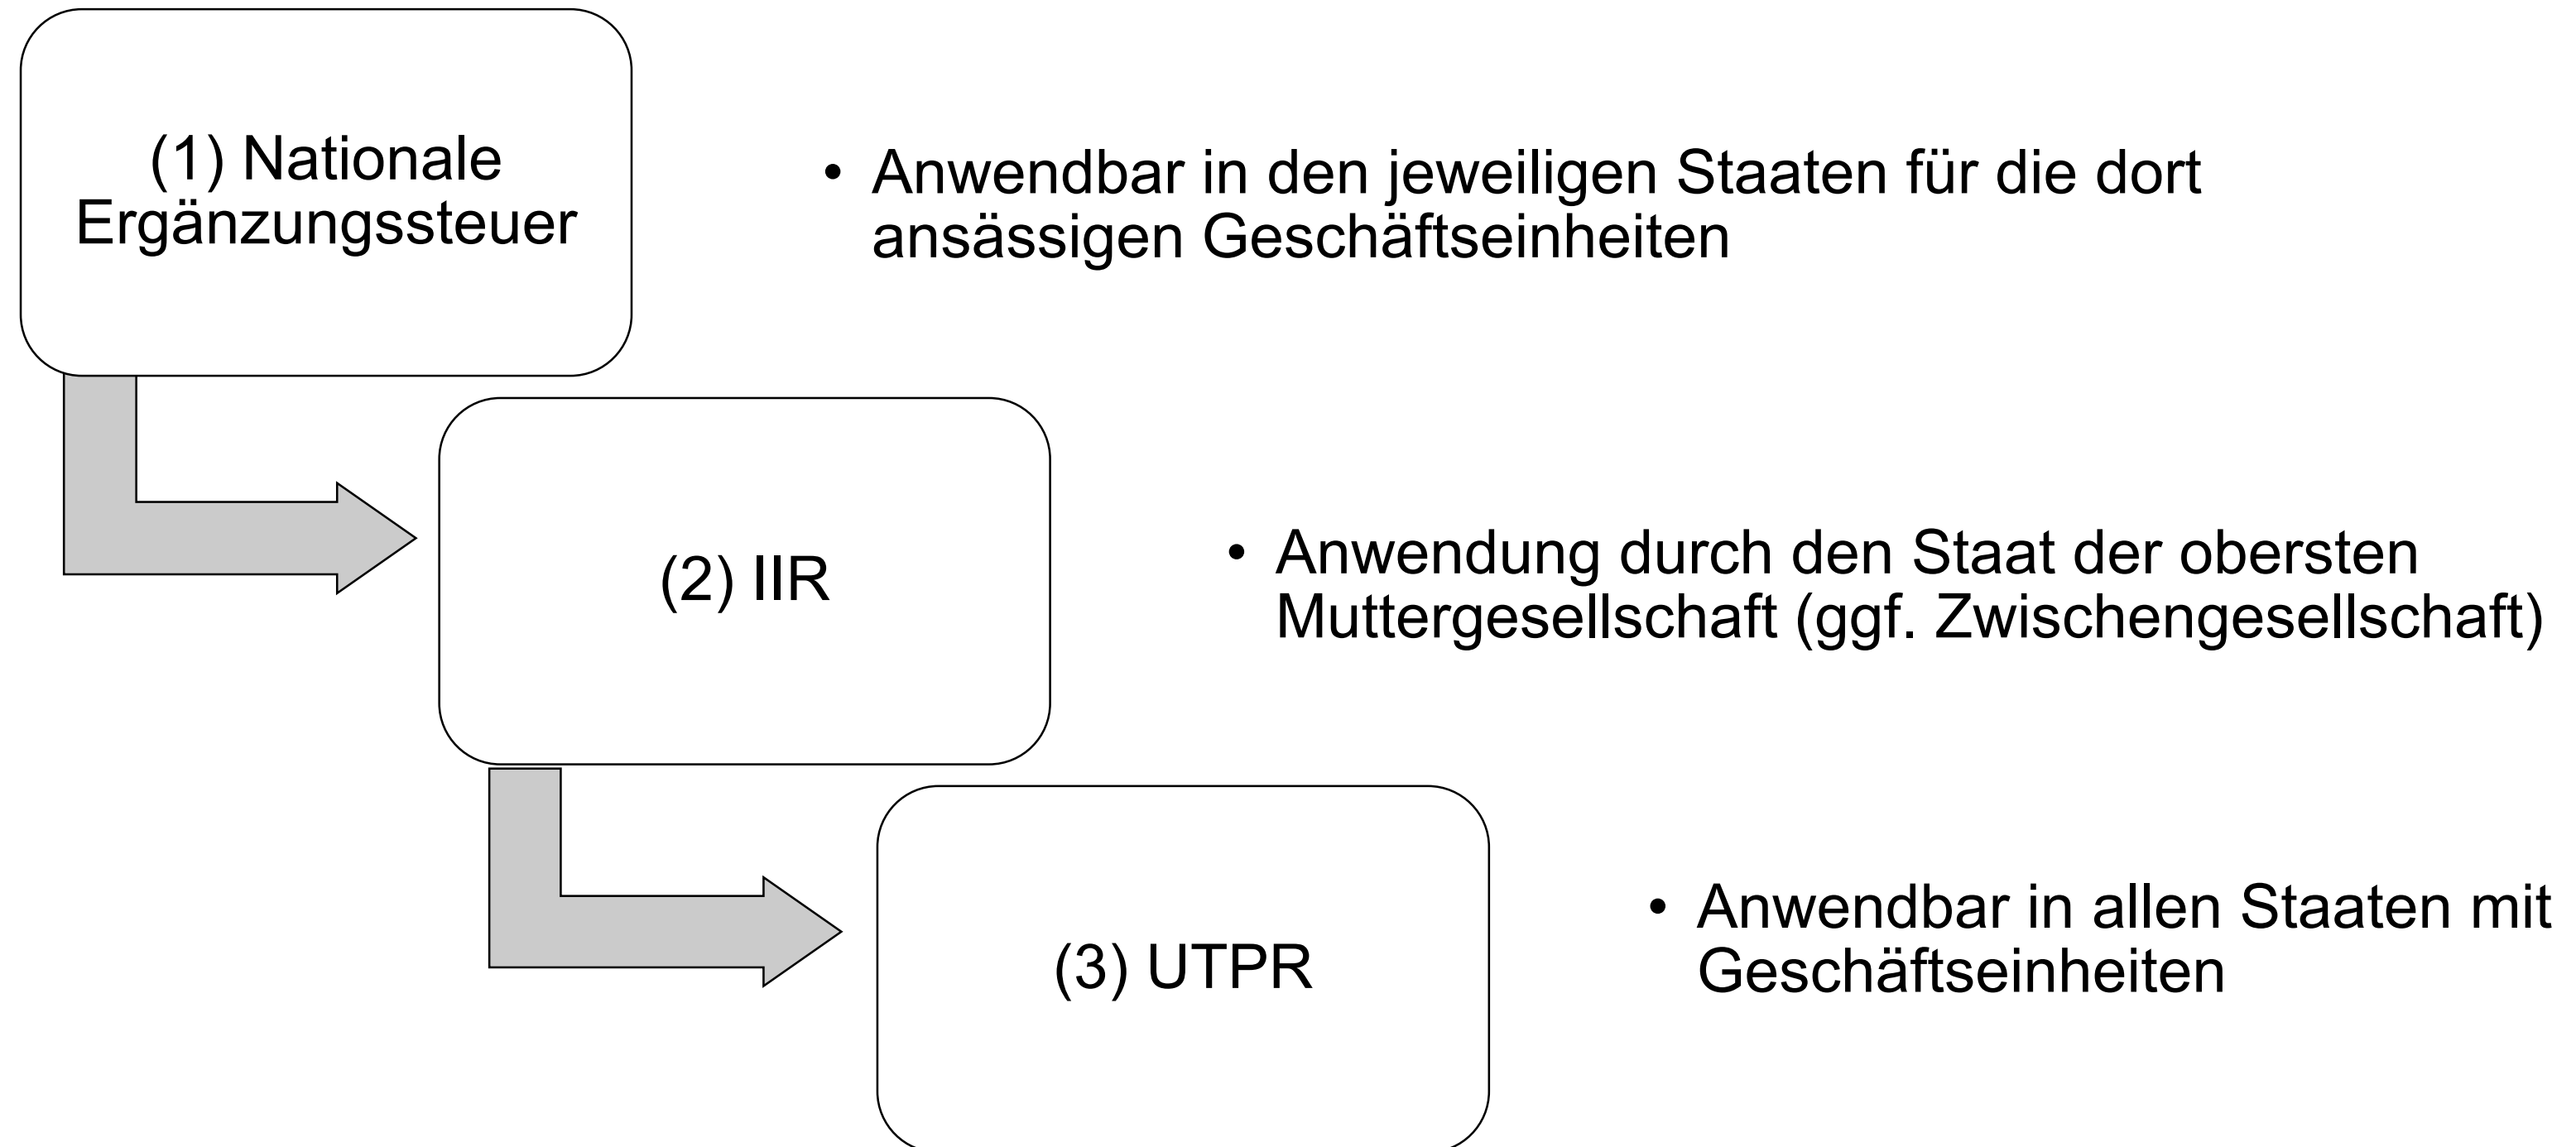 (1) Nationale
Ergänzungssteuer
• Anwendbar in den jeweiligen Staaten für die dort
ansässigen Geschäftseinheiten
(2) IIR
• Anwendung durch den Staat der obersten
Muttergesellschaft (ggf. Zwischengesellschaft)
(3) UTPR
• Anwendbar in allen Staaten mit
Geschäftseinheiten